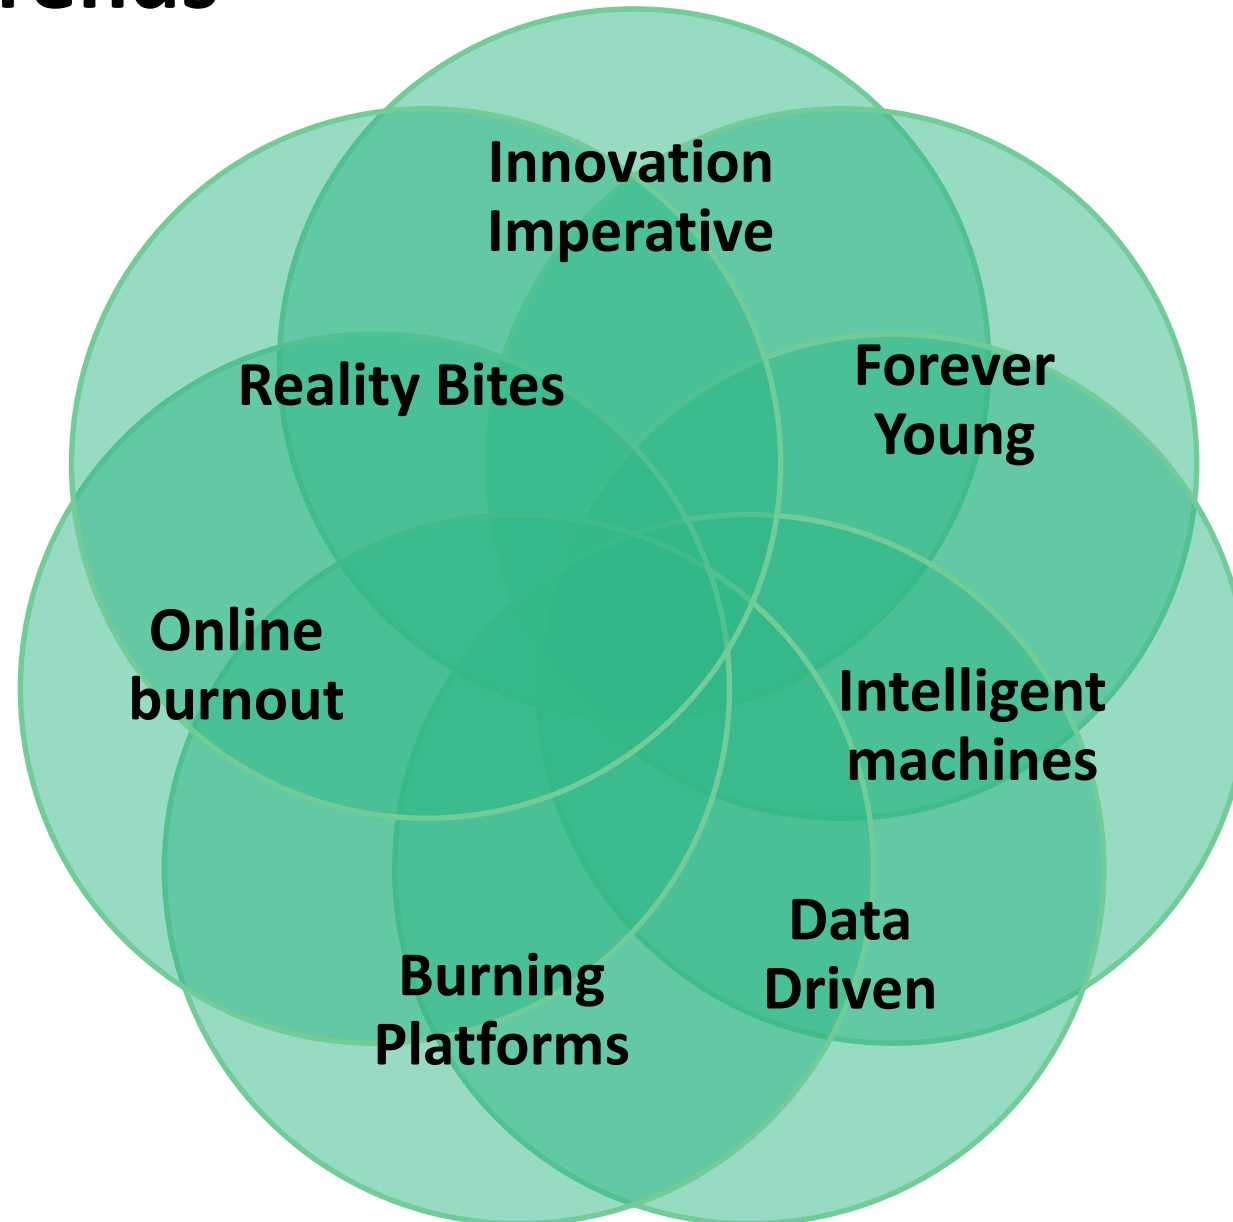 Innovation
Imperative
Forever
Young
Reality Bites
Online
burnout
Intelligent
machines
Data
Driven
Burning
Platforms